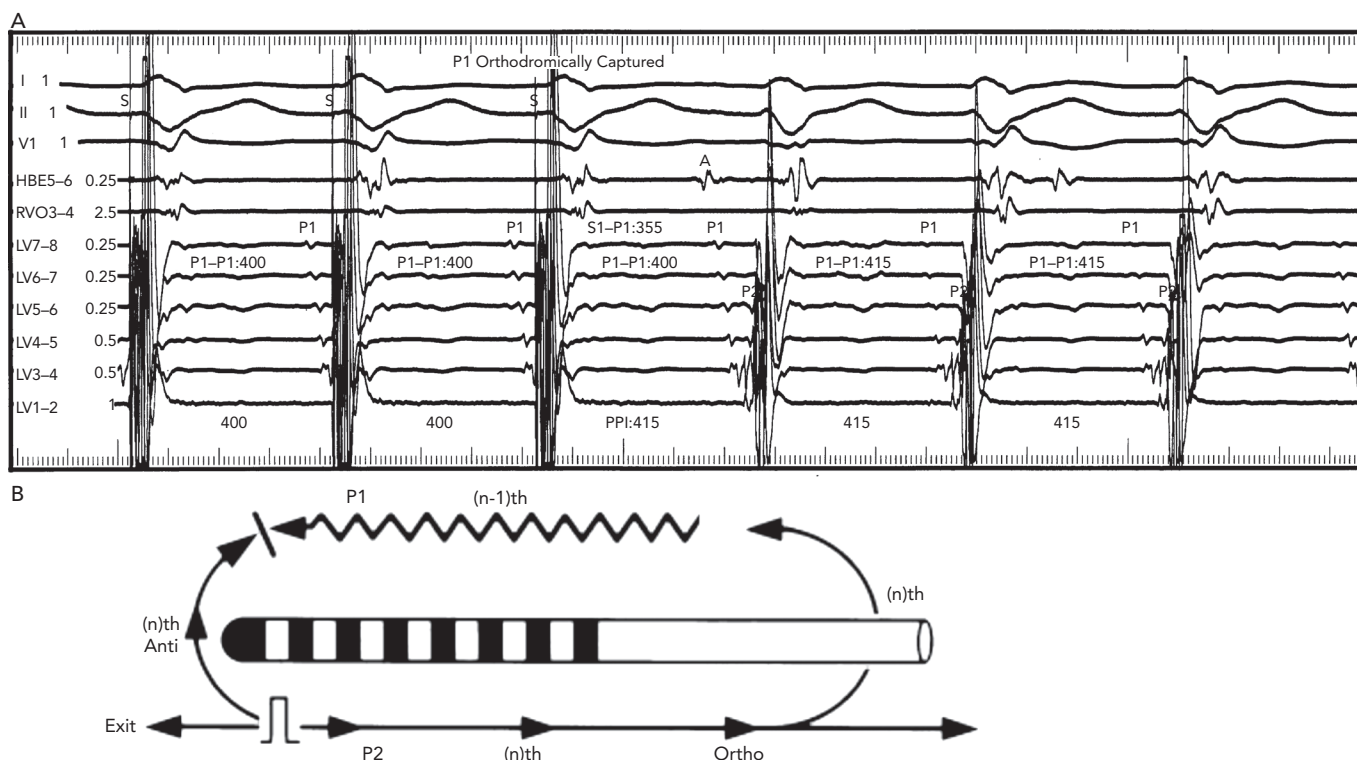 A
P1 Orthodromically Captured
I 1
S S S
II 1
V1 1
A
HBE5–6 0.25
RVO3–4 2.5
P1 P1 S1–P1:355 P1 P1 P1
LV7–8 0.25
P1–P1:400 P1–P1:400 P1–P1:400 P1–P1:415 P1–P1:415
LV6–7 0.25
P2 P2 P2
LV5–6 0.25
LV4–5 0.5
LV3–4 0.5
LV1–2 1
400 400 PPI:415 415 415
B
P1 (n-1)th
(n)th
(n)th
Anti
Exit
P2 (n)th Ortho